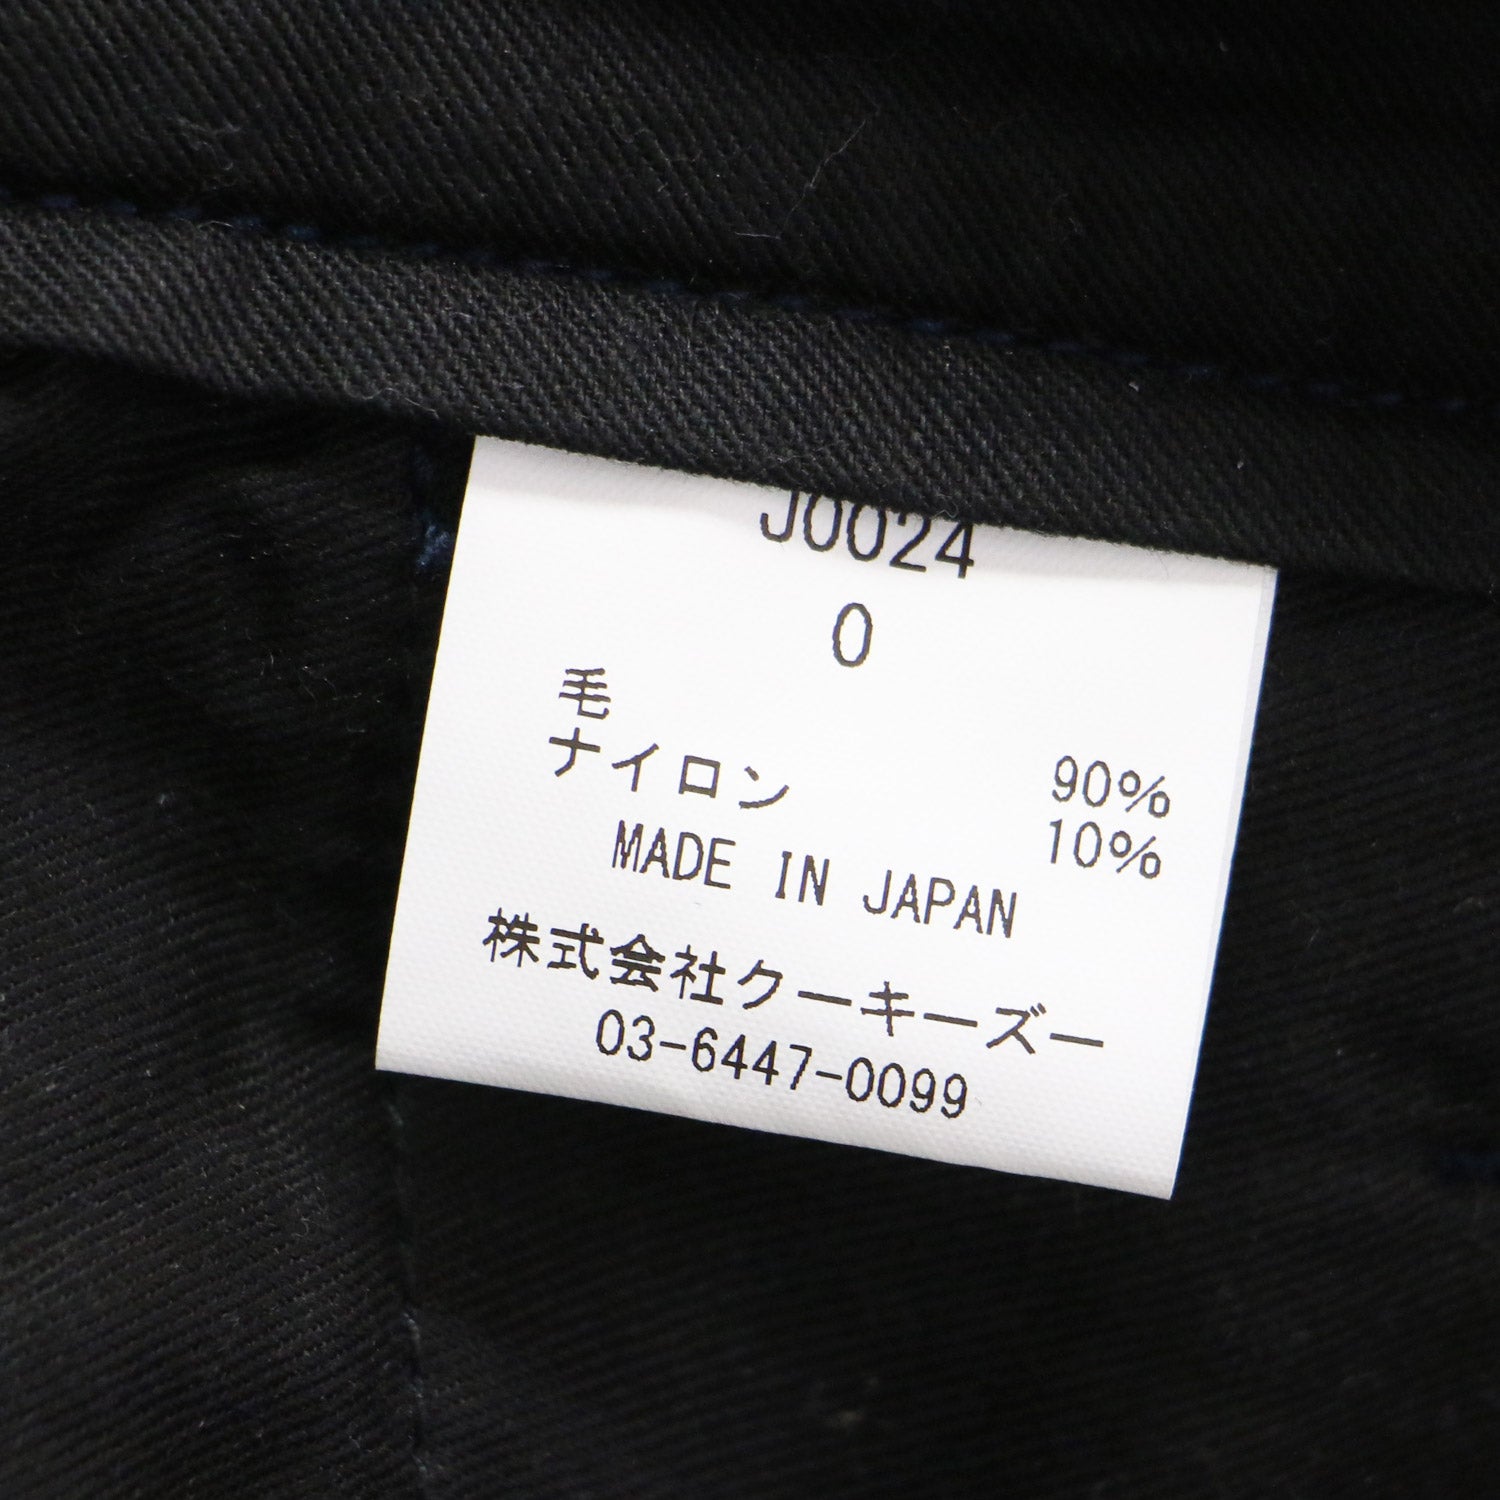 J0024
0
毛 90%
ナイロン 10%
MADE IN JAPAN
株式会社クーキーズー
03-6447-0099